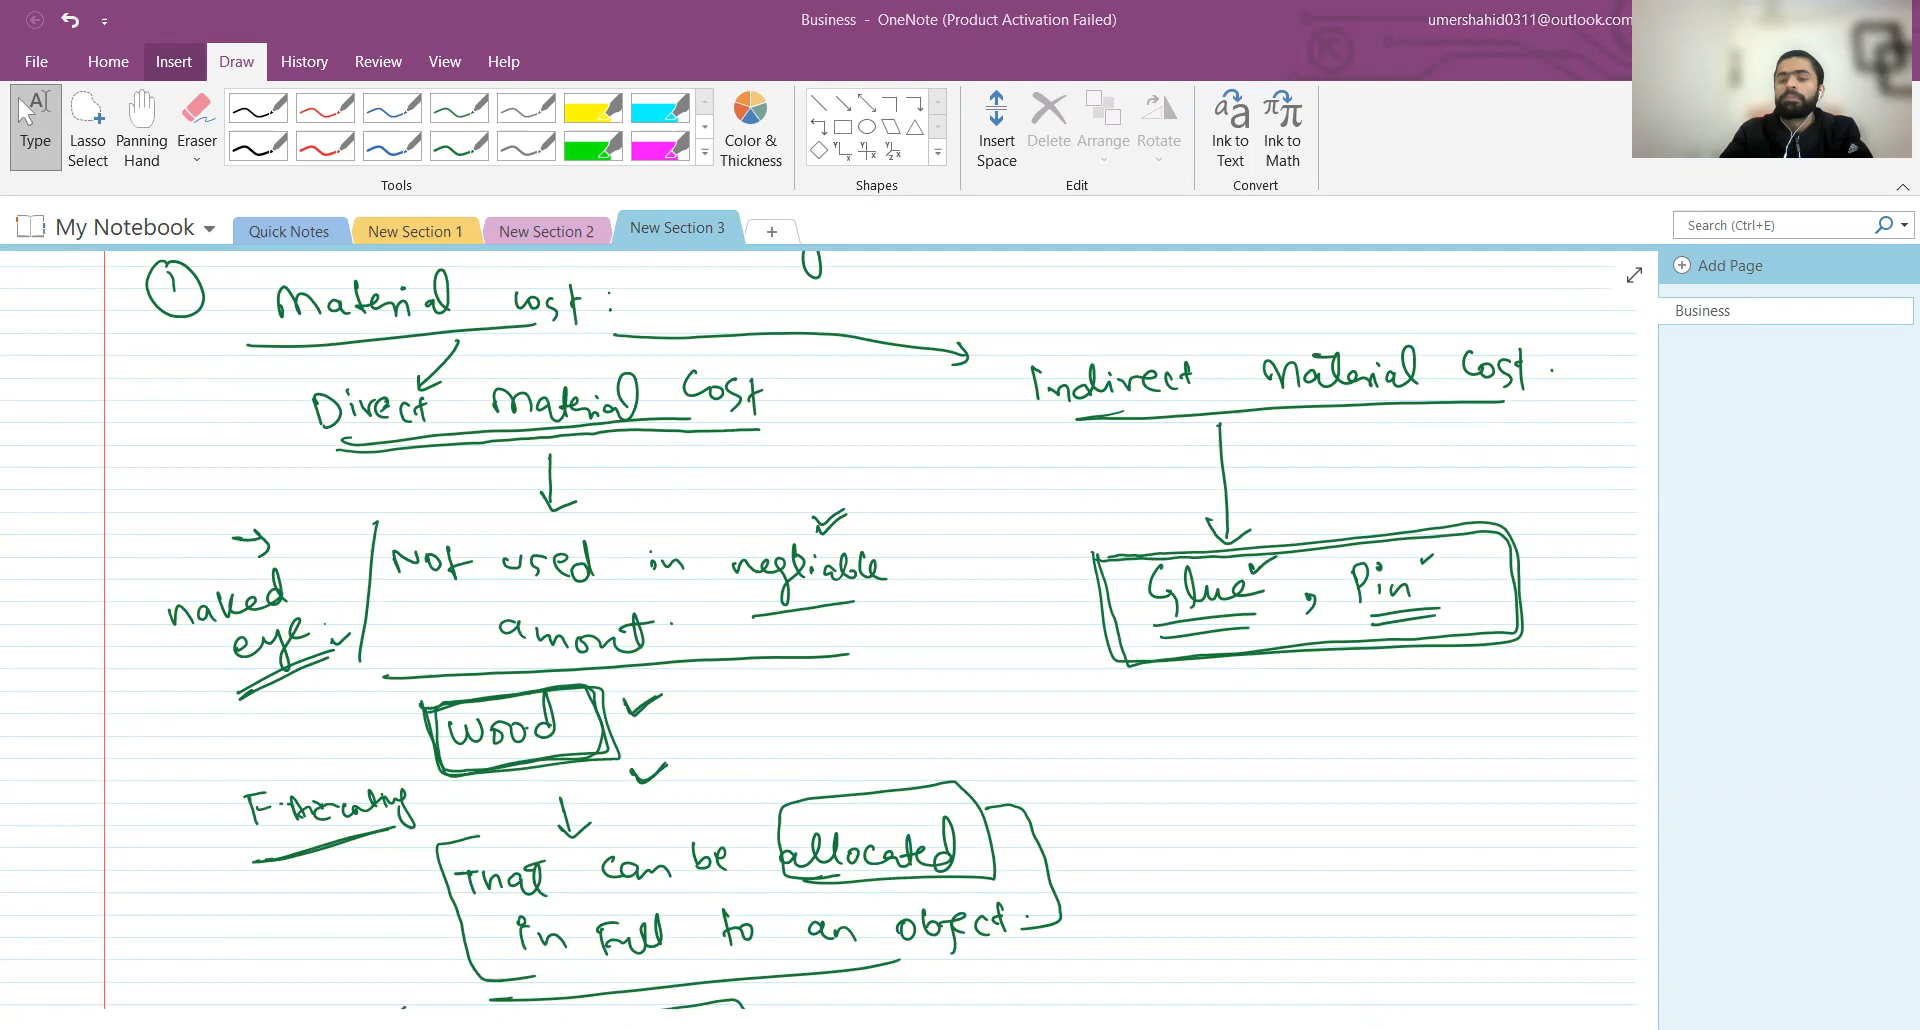 Business - OneNote (Product Activation Failed)
umershahid0311@outlook.com
File Home Insert Draw History Review View Help
Type
Lasso Select
Panning Hand
Eraser
Color & Thickness
Insert Space
Delete
Arrange
Rotate
Ink to Text
Ink to Math
Tools
Shapes
Edit
Convert
My Notebook
Quick Notes
New Section 1
New Section 2
New Section 3
Search (Ctrl+E)
Add Page
Business
1 Material cost:
Direct Material Cost
Indirect Material Cost.
naked eye.
Not used in negliable
amont.
Glue, Pin
Wood
That can be allocated
in Full to an object.